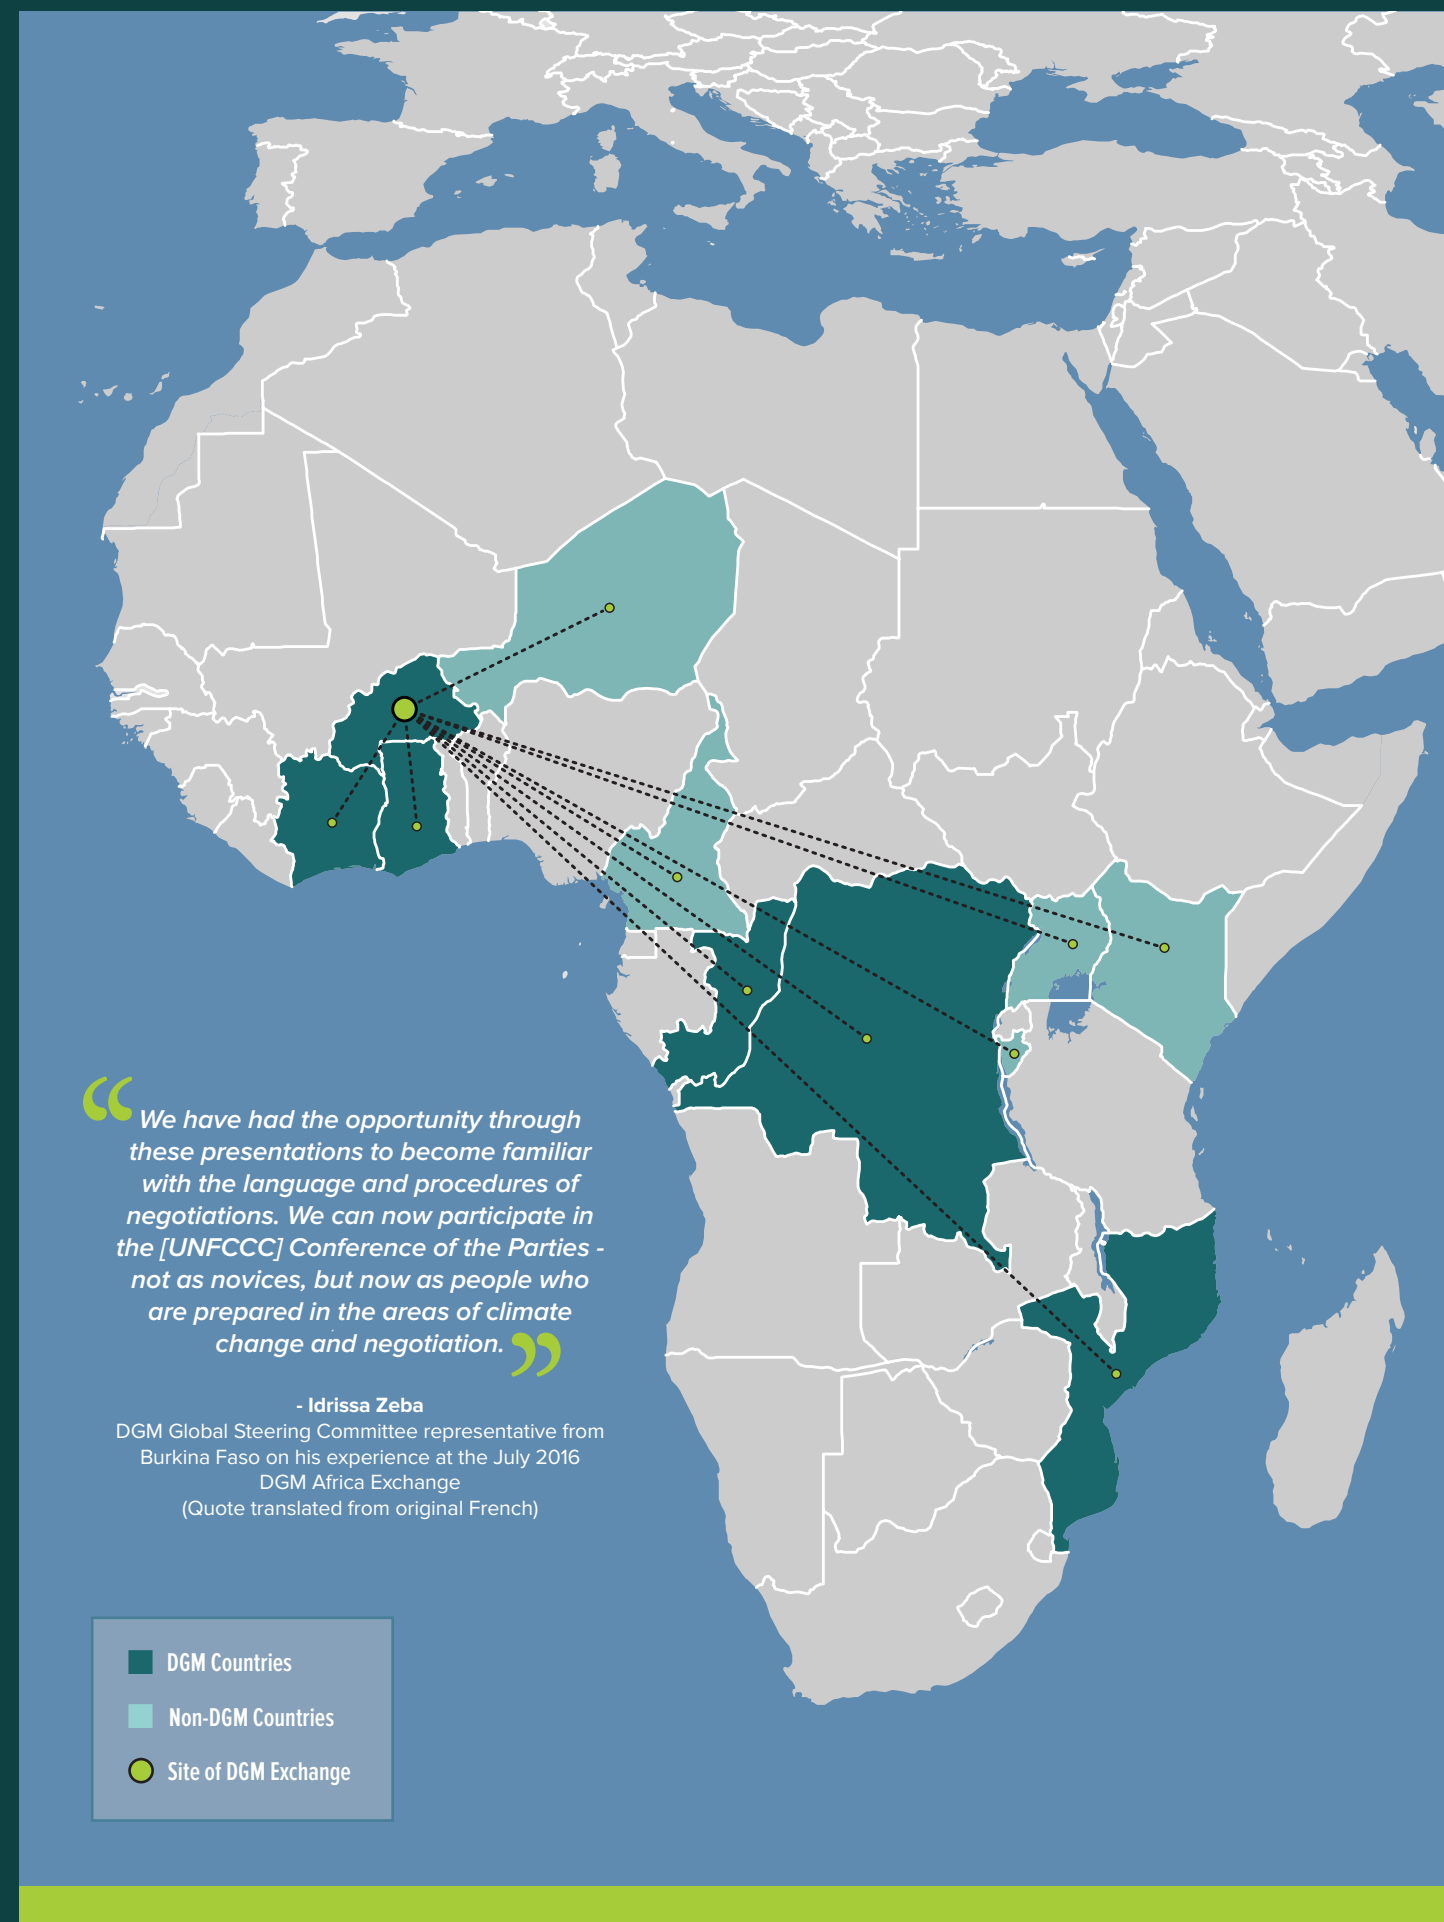 “ We have had the opportunity through
these presentations to become familiar
with the language and procedures of
negotiations. We can now participate in
the [UNFCCC] Conference of the Parties -
not as novices, but now as people who
are prepared in the areas of climate
change and negotiation. ”
- Idrissa Zeba
DGM Global Steering Committee representative from
Burkina Faso on his experience at the July 2016
DGM Africa Exchange
(Quote translated from original French)
DGM Countries
Non-DGM Countries
Site of DGM Exchange